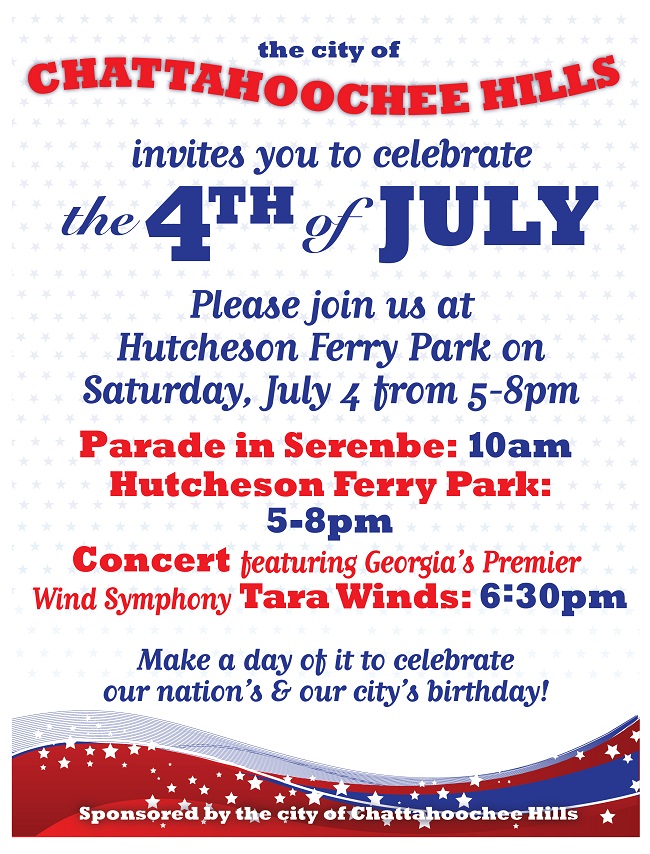 the city of
CHATTAHOOCHEE HILLS
invites you to celebrate
the 4TH of JULY
Please join us at
Hutcheson Ferry Park on
Saturday, July 4 from 5-8pm
Parade in Serenbe: 10am
Hutcheson Ferry Park:
5-8pm
Concert featuring Georgia's Premier
Wind Symphony Tara Winds: 6:30pm
Make a day of it to celebrate
our nation's & our city's birthday!
Sponsored by the city of Chattahoochee Hills